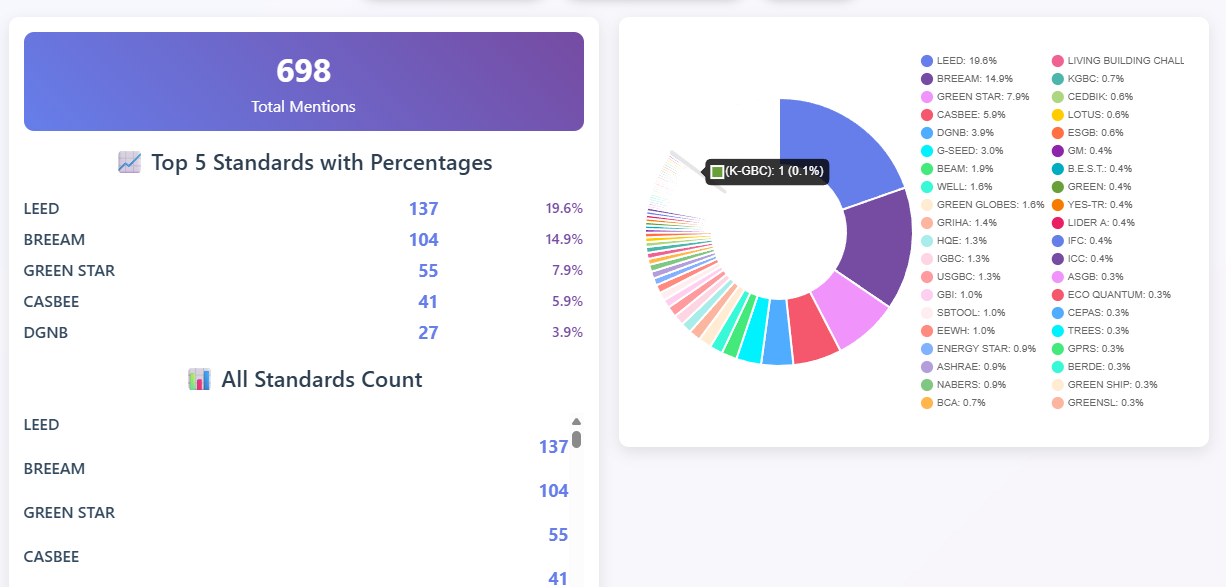 698
Total Mentions
Top 5 Standards with Percentages
LEED 137 19.6%
BREEAM 104 14.9%
GREEN STAR 55 7.9%
CASBEE 41 5.9%
DGNB 27 3.9%
All Standards Count
LEED
137
BREEAM
104
GREEN STAR
55
CASBEE
41
(K-GBC): 1 (0.1%)
LEED: 19.6%
BREEAM: 14.9%
GREEN STAR: 7.9%
CASBEE: 5.9%
DGNB: 3.9%
G-SEED: 3.0%
BEAM: 1.9%
WELL: 1.6%
GREEN GLOBES: 1.6%
GRIHA: 1.4%
HQE: 1.3%
IGBC: 1.3%
USGBC: 1.3%
GBI: 1.0%
SBTOOL: 1.0%
EEWH: 1.0%
ENERGY STAR: 0.9%
ASHRAE: 0.9%
NABERS: 0.9%
BCA: 0.7%
LIVING BUILDING CHALL
KGBC: 0.7%
CEDBIK: 0.6%
LOTUS: 0.6%
ESGB: 0.6%
GM: 0.4%
B.E.S.T.: 0.4%
GREEN: 0.4%
YES-TR: 0.4%
LIDER A: 0.4%
IFC: 0.4%
ICC: 0.4%
ASGB: 0.3%
ECO QUANTUM: 0.3%
CEPAS: 0.3%
TREES: 0.3%
GPRS: 0.3%
BERDE: 0.3%
GREEN SHIP: 0.3%
GREENSL: 0.3%